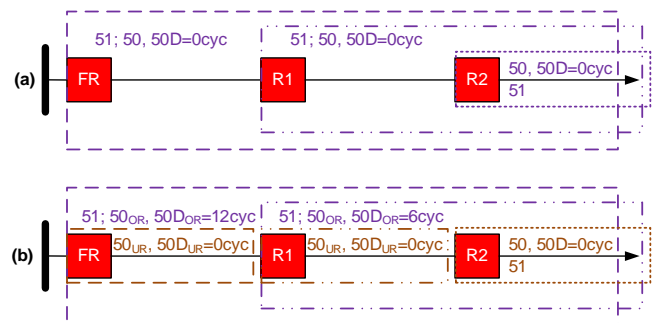 51; 50, 50D=0cyc 51; 50, 50D=0cyc
(a) FR R1 R2 50, 50D=0cyc
51
51; 50OR, 50DOR=12cyc 51; 50OR, 50DOR=6cyc
(b) FR 50UR, 50DUR=0cyc R1 50UR, 50DUR=0cyc R2 50, 50D=0cyc
51